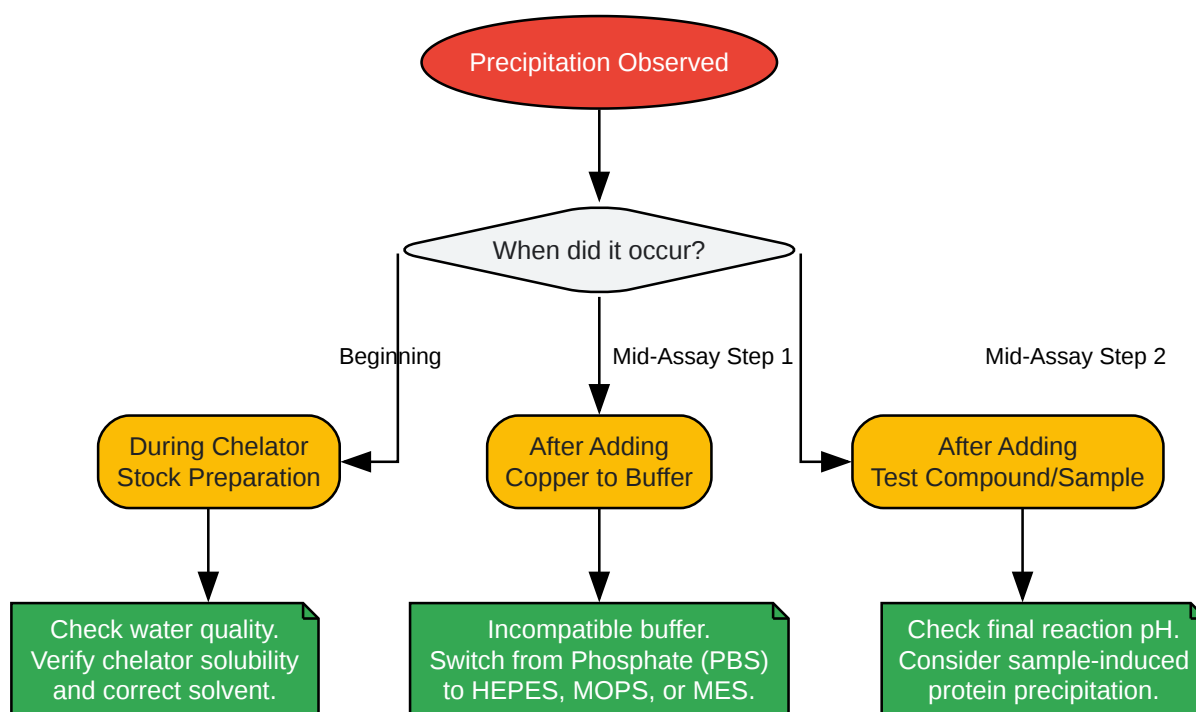 Precipitation Observed
When did it occur?
Beginning
Mid-Assay Step 1
Mid-Assay Step 2
During Chelator
Stock Preparation
After Adding
Copper to Buffer
After Adding
Test Compound/Sample
Check water quality.
Verify chelator solubility
and correct solvent.
Incompatible buffer.
Switch from Phosphate (PBS)
to HEPES, MOPS, or MES.
Check final reaction pH.
Consider sample-induced
protein precipitation.